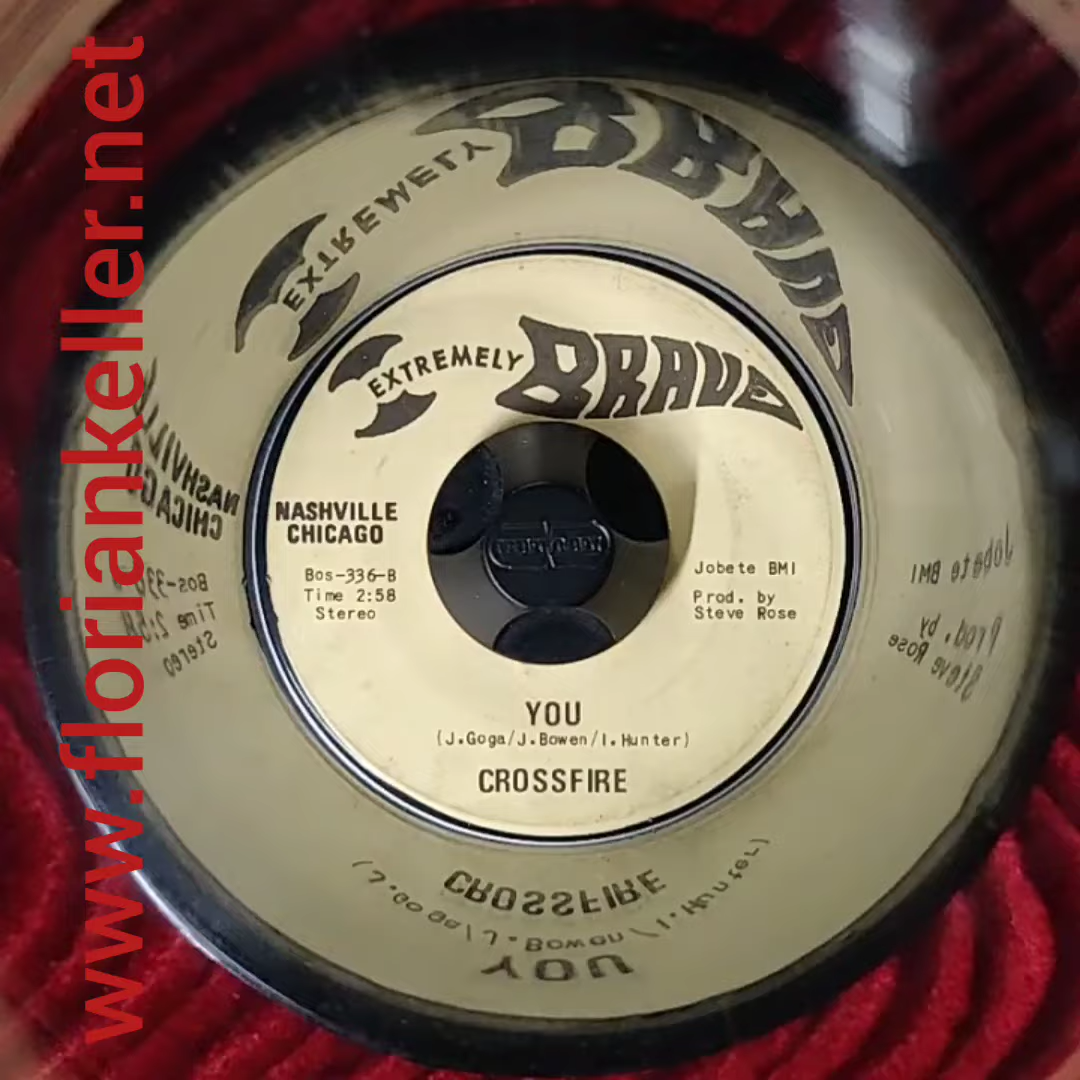 www.floriankeller.net
EXTREMELY BRAVE
NASHVILLE
CHICAGO
Bos-336-B
Time 2:58
Stereo
Jobete BMI
Prod. by
Steve Rose
YOU
(J.Goga/J.Bowen/I.Hunter)
CROSSFIRE